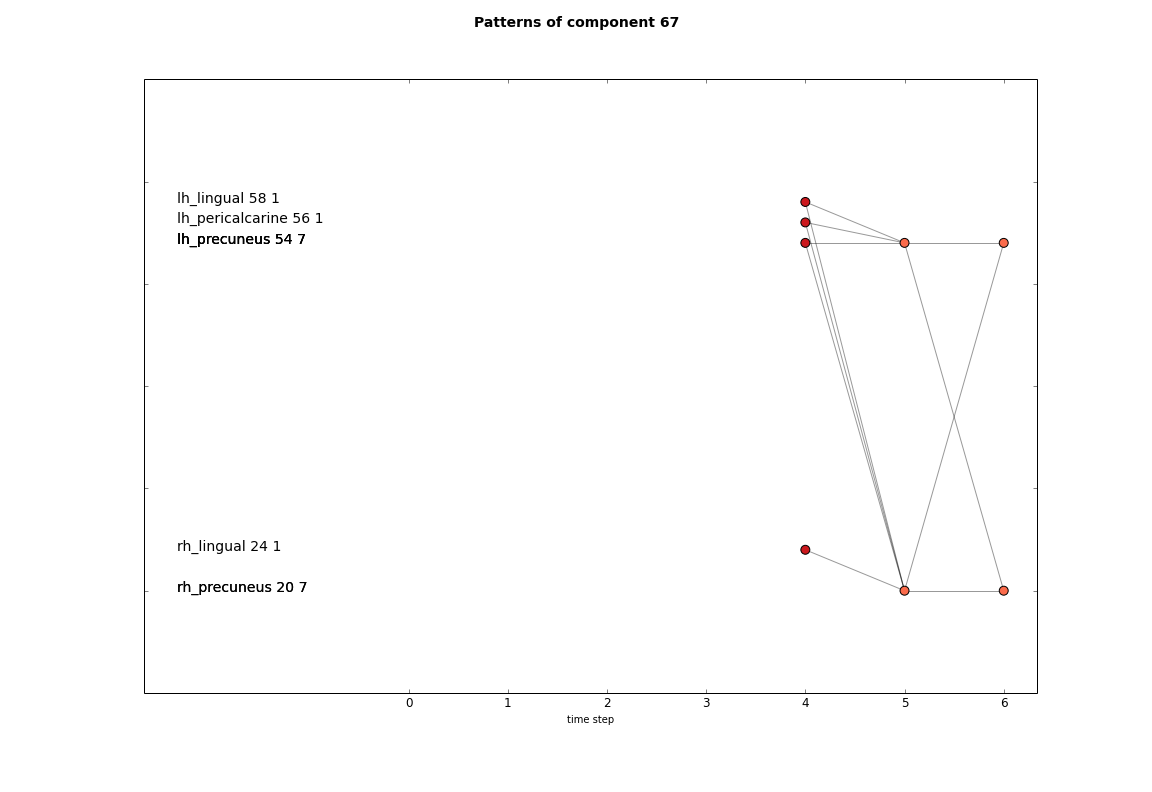 Patterns of component 67
lh_lingual 58 1
lh_pericalcarine 56 1
lh_precuneus 54 7
rh_lingual 24 1
rh_precuneus 20 7
0 1 2 3 4 5 6
time step